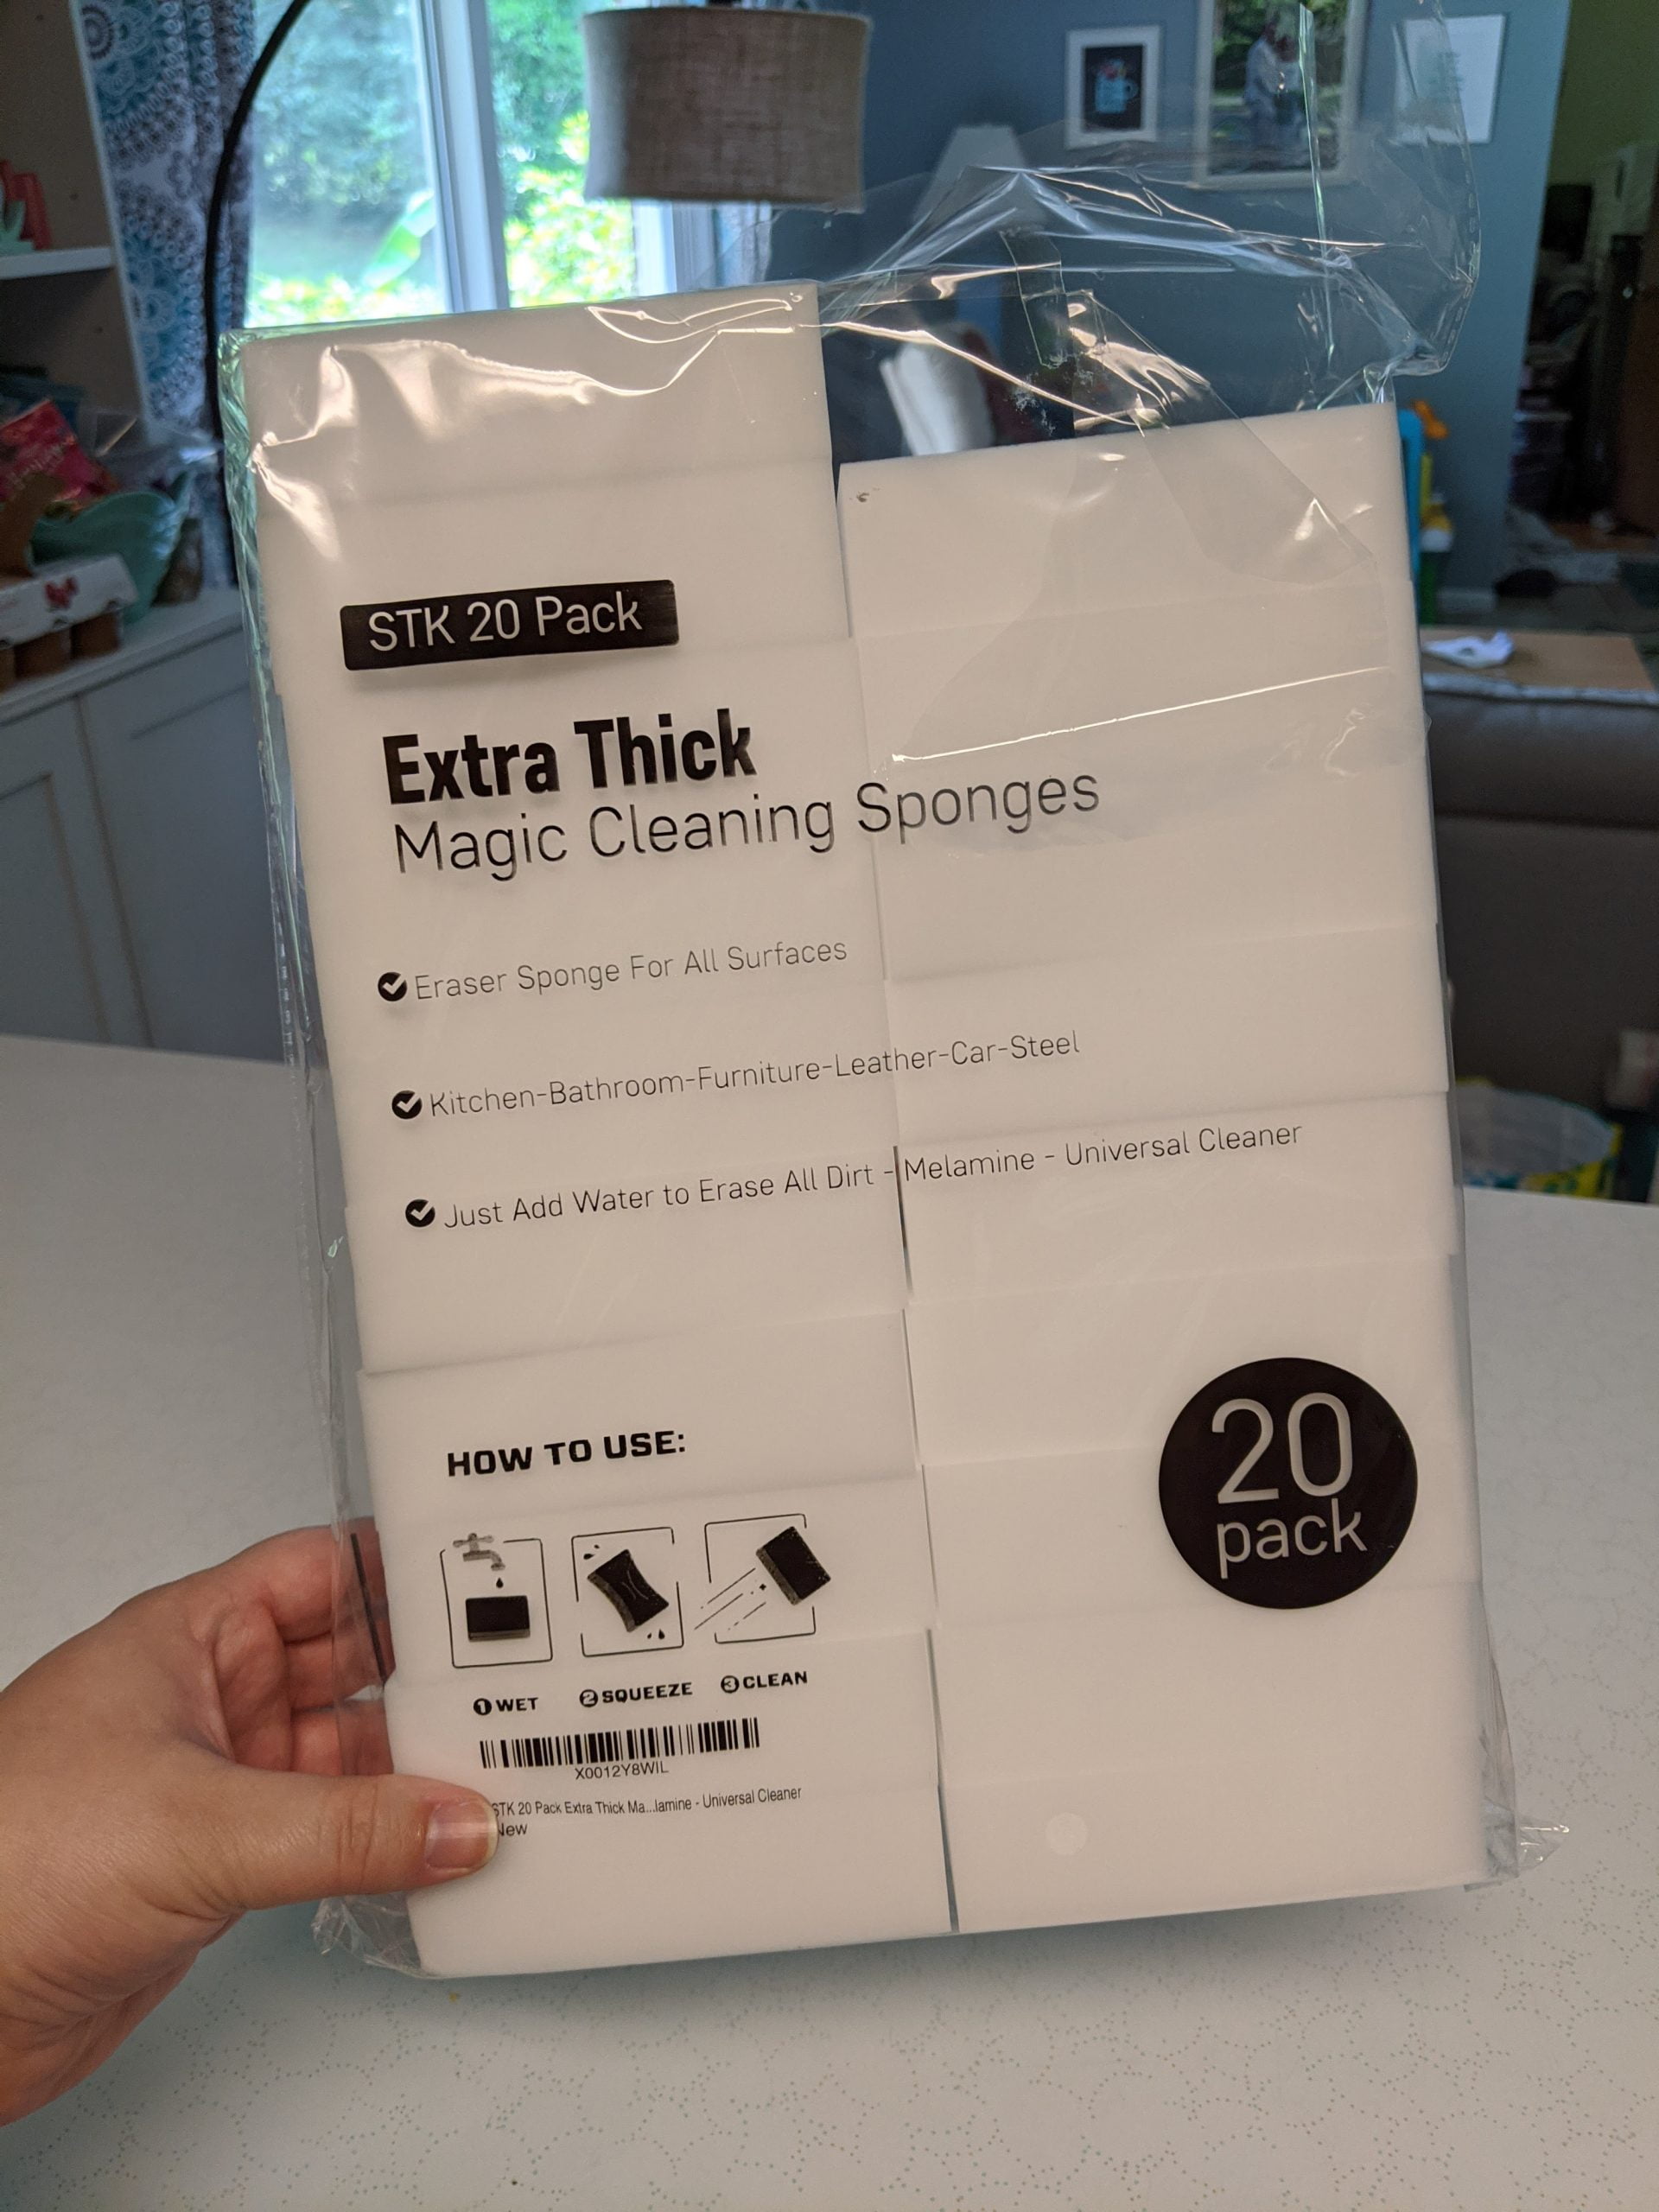 STK 20 Pack
Extra Thick
Magic Cleaning Sponges
Eraser Sponge For All Surfaces
Kitchen-Bathroom-Furniture-Leather-Car-Steel
Just Add Water to Erase All Dirt - Melamine - Universal Cleaner
HOW TO USE:
20
pack
1 WET 2 SQUEEZE 3 CLEAN
X0012Y8WIL
STK 20 Pack Extra Thick Ma...lamine - Universal Cleaner
New